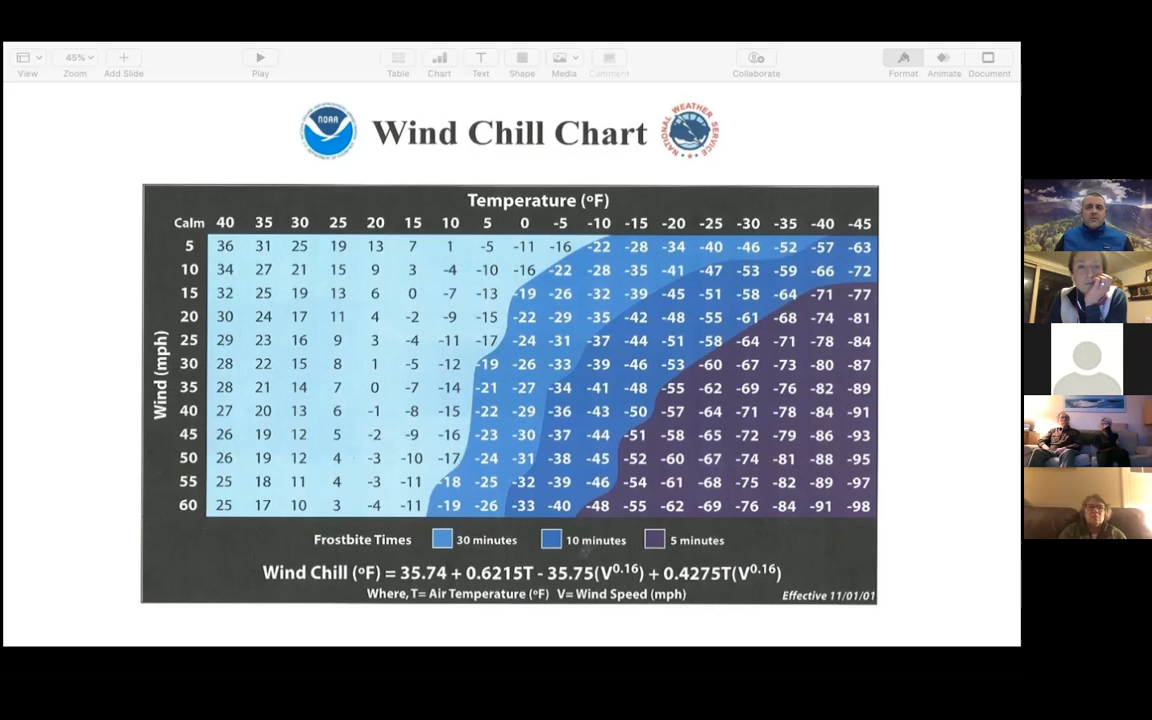 45%
View Zoom Add Slide Play Table Chart Text Shape Media Comment Collaborate Format Animate Document
NOAA
Wind Chill Chart
NATIONAL WEATHER SERVICE
Temperature (ºF)
Calm 40 35 30 25 20 15 10 5 0 -5 -10 -15 -20 -25 -30 -35 -40 -45
5 36 31 25 19 13 7 1 -5 -11 -16 -22 -28 -34 -40 -46 -52 -57 -63
10 34 27 21 15 9 3 -4 -10 -16 -22 -28 -35 -41 -47 -53 -59 -66 -72
15 32 25 19 13 6 0 -7 -13 -19 -26 -32 -39 -45 -51 -58 -64 -71 -77
20 30 24 17 11 4 -2 -9 -15 -22 -29 -35 -42 -48 -55 -61 -68 -74 -81
25 29 23 16 9 3 -4 -11 -17 -24 -31 -37 -44 -51 -58 -64 -71 -78 -84
30 28 22 15 8 1 -5 -12 -19 -26 -33 -39 -46 -53 -60 -67 -73 -80 -87
35 28 21 14 7 0 -7 -14 -21 -27 -34 -41 -48 -55 -62 -69 -76 -82 -89
40 27 20 13 6 -1 -8 -15 -22 -29 -36 -43 -50 -57 -64 -71 -78 -84 -91
45 26 19 12 5 -2 -9 -16 -23 -30 -37 -44 -51 -58 -65 -72 -79 -86 -93
50 26 19 12 4 -3 -10 -17 -24 -31 -38 -45 -52 -60 -67 -74 -81 -88 -95
55 25 18 11 4 -3 -11 -18 -25 -32 -39 -46 -54 -61 -68 -75 -82 -89 -97
60 25 17 10 3 -4 -11 -19 -26 -33 -40 -48 -55 -62 -69 -76 -84 -91 -98
Wind (mph)
Frostbite Times 30 minutes 10 minutes 5 minutes
Wind Chill (ºF) = 35.74 + 0.6215T - 35.75(V0.16) + 0.4275T(V0.16)
Where, T= Air Temperature (ºF) V= Wind Speed (mph)
Effective 11/01/01